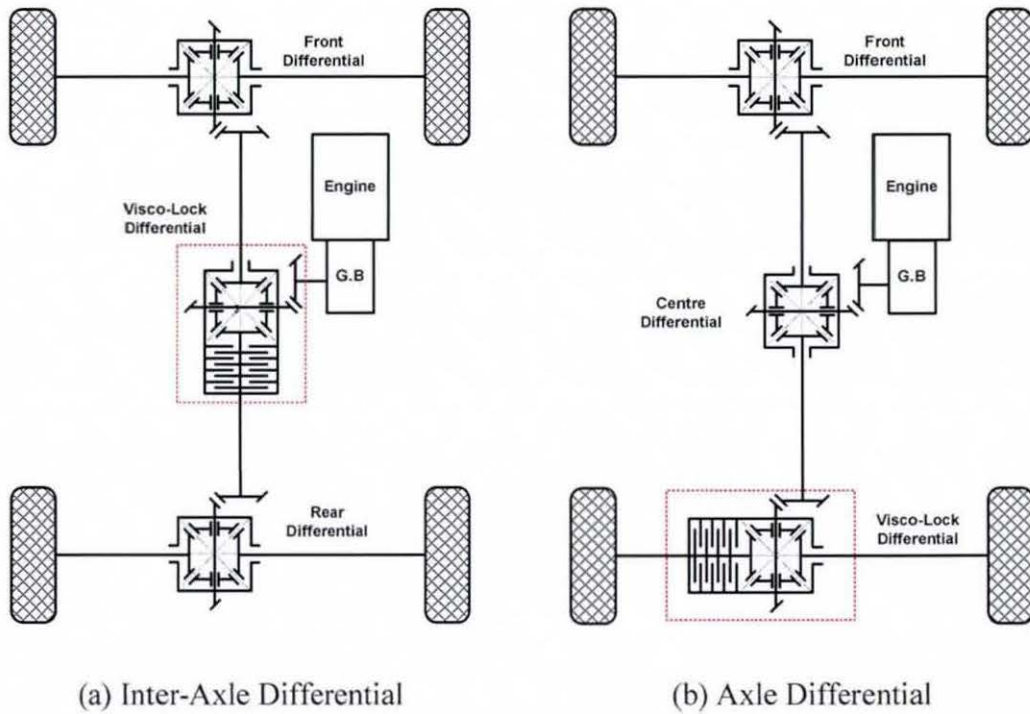 Front
Differential
Engine
Visco-Lock
Differential
G.B
Rear
Differential
(a) Inter-Axle Differential
Front
Differential
Engine
G.B
Centre
Differential
Visco-Lock
Differential
(b) Axle Differential